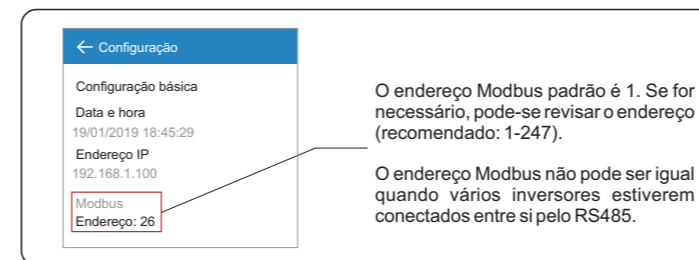 ← Configuração
Configuração básica
Data e hora
19/01/2019 18:45:29
Endereço IP
192.168.1.100
Modbus
Endereço: 26
O endereço Modbus padrão é 1. Se for
necessário, pode-se revisar o endereço
(recomendado: 1-247).
O endereço Modbus não pode ser igual
quando vários inversores estiverem
conectados entre si pelo RS485.